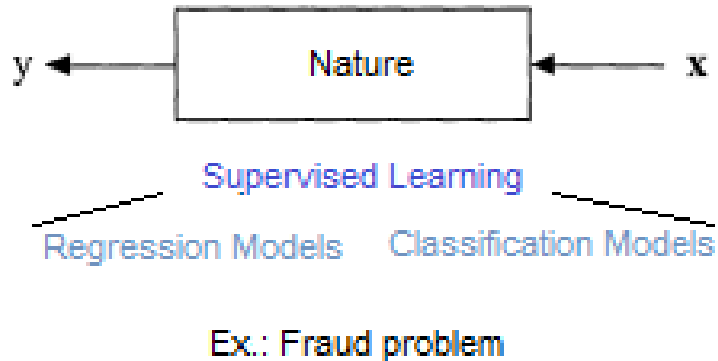 y Nature x
Supervised Learning
Regression Models Classification Models
Ex.: Fraud problem